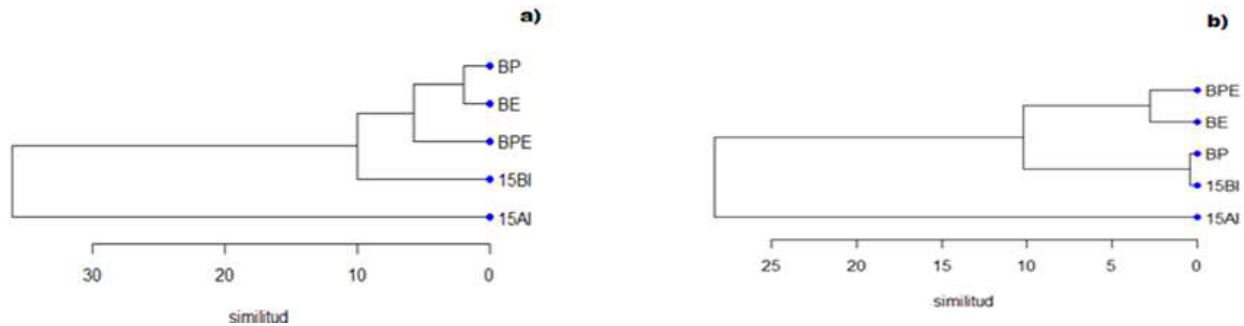 a)
BP
BE
BPE
15BI
15AI
30 20 10 0
similitud
b)
BPE
BE
BP
15BI
15AI
25 20 15 10 5 0
similitud